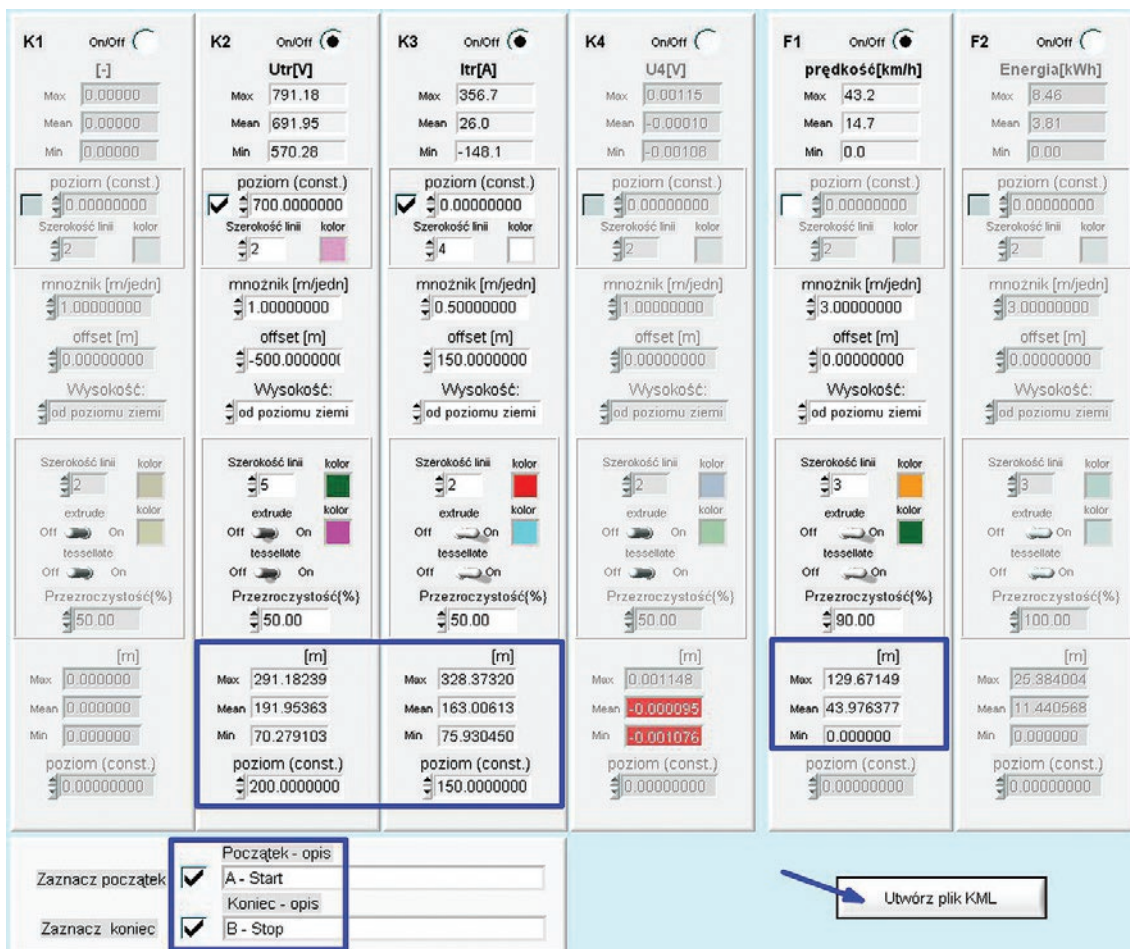 K1 On/Off
[-]
Max 0.00000
Mean 0.00000
Min 0.00000
poziom (const.)
0.00000000
Szerokość linii kolor
2
mnożnik [m/jedn]
1.00000000
offset [m]
0.00000000
Wysokość:
od poziomu ziemi
Szerokość linii kolor
2
extrude kolor
Off On
tessellate
Off On
Przezroczystość(%)
50.00
[m]
Max 0.000000
Mean 0.000000
Min 0.000000
poziom (const.)
0.00000000
K2 On/Off
Utr[V]
Max 791.18
Mean 691.95
Min 570.28
poziom (const.)
700.0000000
Szerokość linii kolor
2
mnożnik [m/jedn]
1.00000000
offset [m]
-500.0000000
Wysokość:
od poziomu ziemi
Szerokość linii kolor
5
extrude kolor
Off On
tessellate
Off On
Przezroczystość(%)
50.00
[m]
Max 291.18239
Mean 191.95363
Min 70.279103
poziom (const.)
200.0000000
K3 On/Off
Itr[A]
Max 356.7
Mean 26.0
Min -148.1
poziom (const.)
0.00000000
Szerokość linii kolor
4
mnożnik [m/jedn]
0.50000000
offset [m]
150.0000000
Wysokość:
od poziomu ziemi
Szerokość linii kolor
2
extrude kolor
Off On
tessellate
Off On
Przezroczystość(%)
50.00
[m]
Max 328.37320
Mean 163.00613
Min 75.930450
poziom (const.)
150.0000000
K4 On/Off
U4[V]
Max 0.00115
Mean -0.00010
Min -0.00108
poziom (const.)
0.00000000
Szerokość linii kolor
2
mnożnik [m/jedn]
1.00000000
offset [m]
0.00000000
Wysokość:
od poziomu ziemi
Szerokość linii kolor
2
extrude kolor
Off On
tessellate
Off On
Przezroczystość(%)
50.00
[m]
Max 0.001148
Mean -0.000095
Min -0.001076
poziom (const.)
0.00000000
F1 On/Off
prędkość[km/h]
Max 43.2
Mean 14.7
Min 0.0
poziom (const.)
0.00000000
Szerokość linii kolor
2
mnożnik [m/jedn]
3.00000000
offset [m]
0.00000000
Wysokość:
od poziomu ziemi
Szerokość linii kolor
3
extrude kolor
Off On
tessellate
Off On
Przezroczystość(%)
90.00
[m]
Max 129.67149
Mean 43.976377
Min 0.000000
poziom (const.)
0.00000000
F2 On/Off
Energia[kWh]
Max 8.46
Mean 3.81
Min 0.00
poziom (const.)
0.00000000
Szerokość linii kolor
2
mnożnik [m/jedn]
3.00000000
offset [m]
0.00000000
Wysokość:
od poziomu ziemi
Szerokość linii kolor
3
extrude kolor
Off On
tessellate
Off On
Przezroczystość(%)
100.00
[m]
Max 25.384004
Mean 11.440568
Min 0.000000
poziom (const.)
0.00000000
Początek - opis
Zaznacz początek A - Start
Koniec - opis
Zaznacz koniec B - Stop
Utwórz plik KML